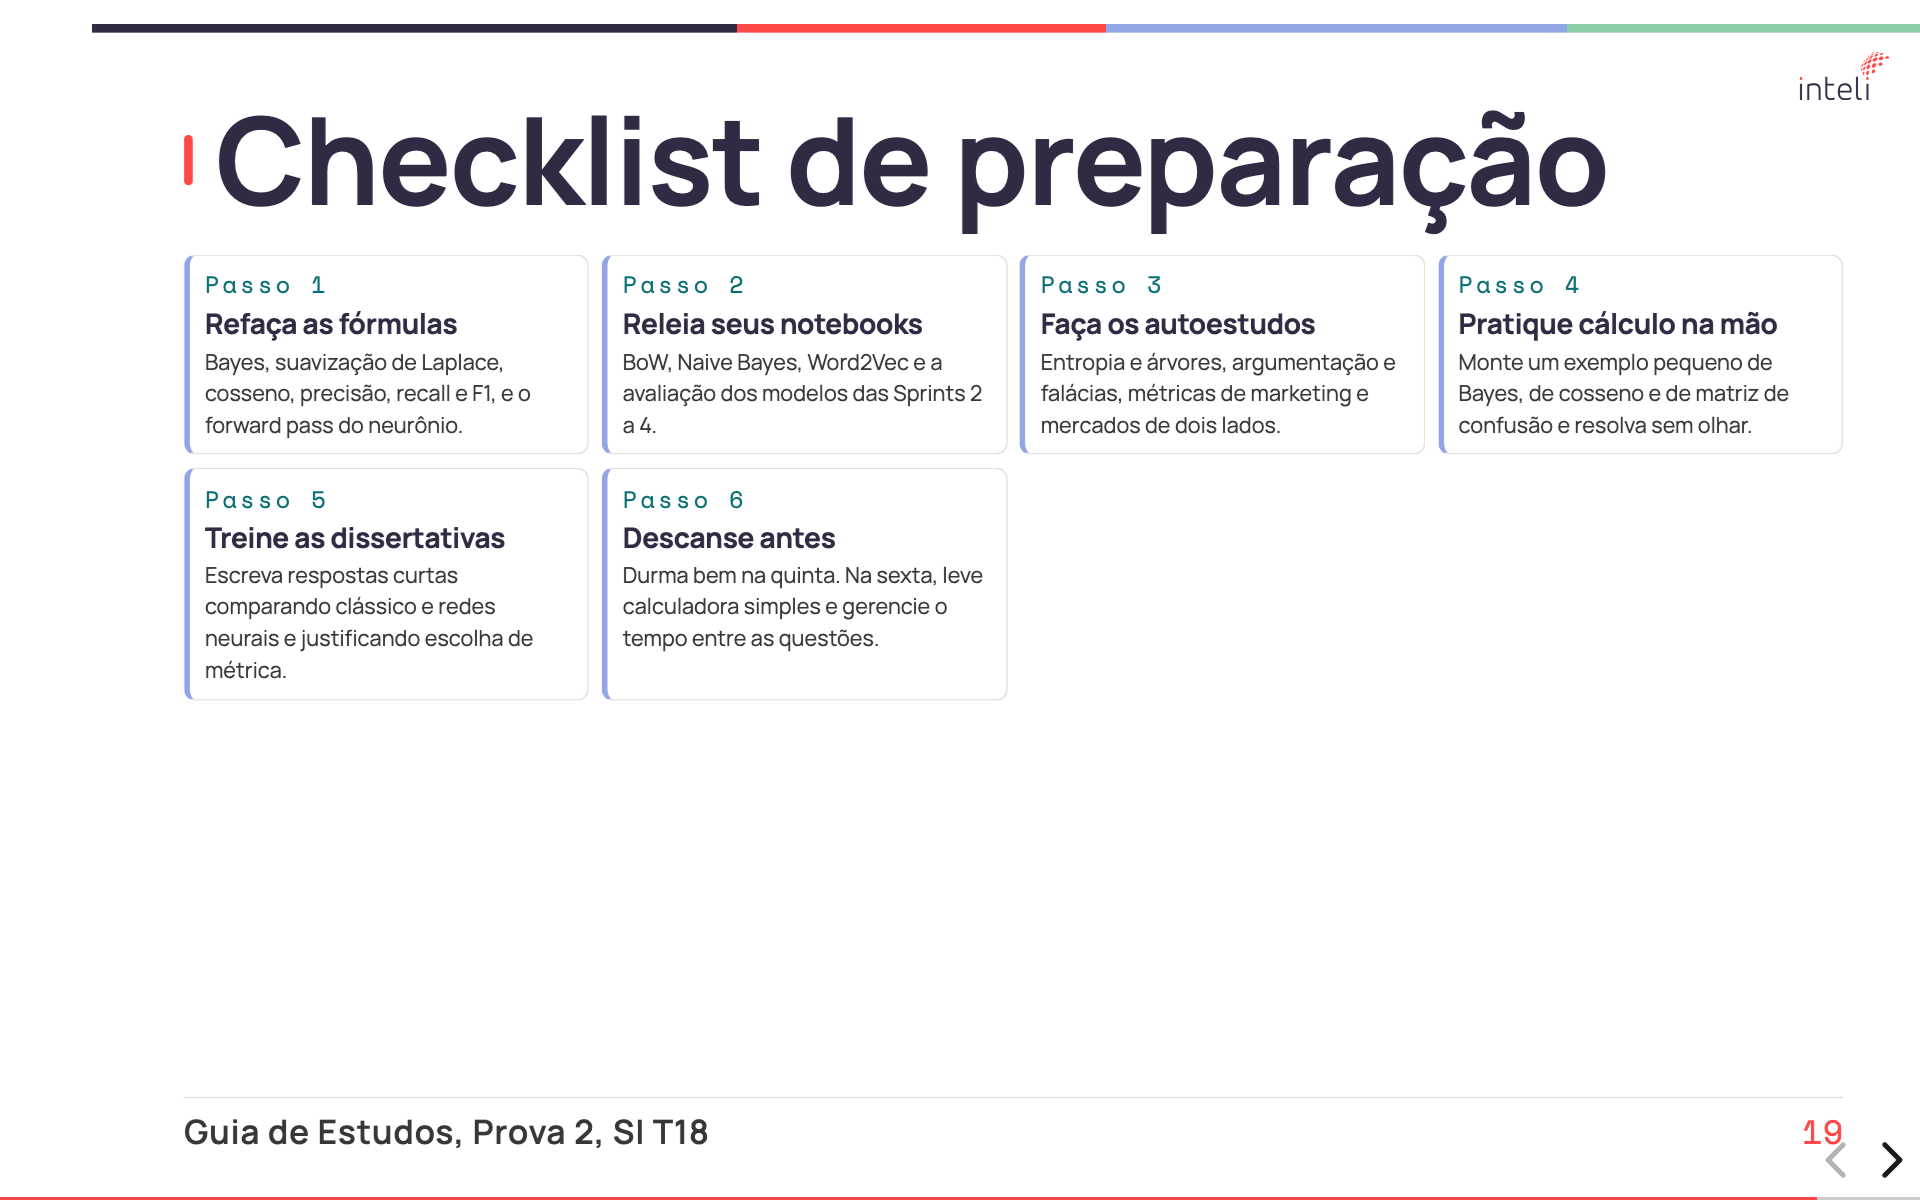 inteli
Checklist de preparação
Passo 1
Refaça as fórmulas
Bayes, suavização de Laplace,
cosseno, precisão, recall e F1, e o
forward pass do neurônio.
Passo 2
Releia seus notebooks
BoW, Naive Bayes, Word2Vec e a
avaliação dos modelos das Sprints 2
a 4.
Passo 3
Faça os autoestudos
Entropia e árvores, argumentação e
falácias, métricas de marketing e
mercados de dois lados.
Passo 4
Pratique cálculo na mão
Monte um exemplo pequeno de
Bayes, de cosseno e de matriz de
confusão e resolva sem olhar.
Passo 5
Treine as dissertativas
Escreva respostas curtas
comparando clássico e redes
neurais e justificando escolha de
métrica.
Passo 6
Descanse antes
Durma bem na quinta. Na sexta, leve
calculadora simples e gerencie o
tempo entre as questões.
Guia de Estudos, Prova 2, SI T18
19